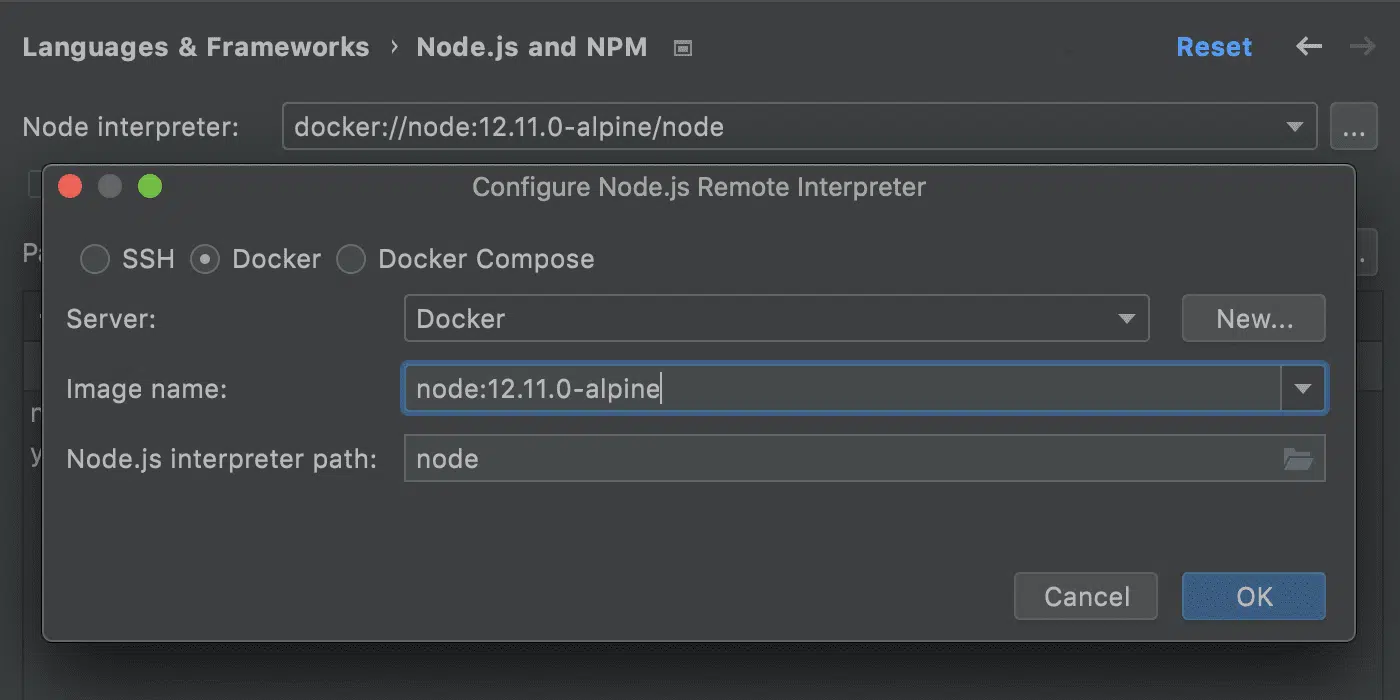 Languages & Frameworks › Node.js and NPM Reset
Node interpreter: docker://node:12.11.0-alpine/node ...
Configure Node.js Remote Interpreter
SSH Docker Docker Compose
Server: Docker New...
Image name: node:12.11.0-alpine
Node.js interpreter path: node
Cancel OK